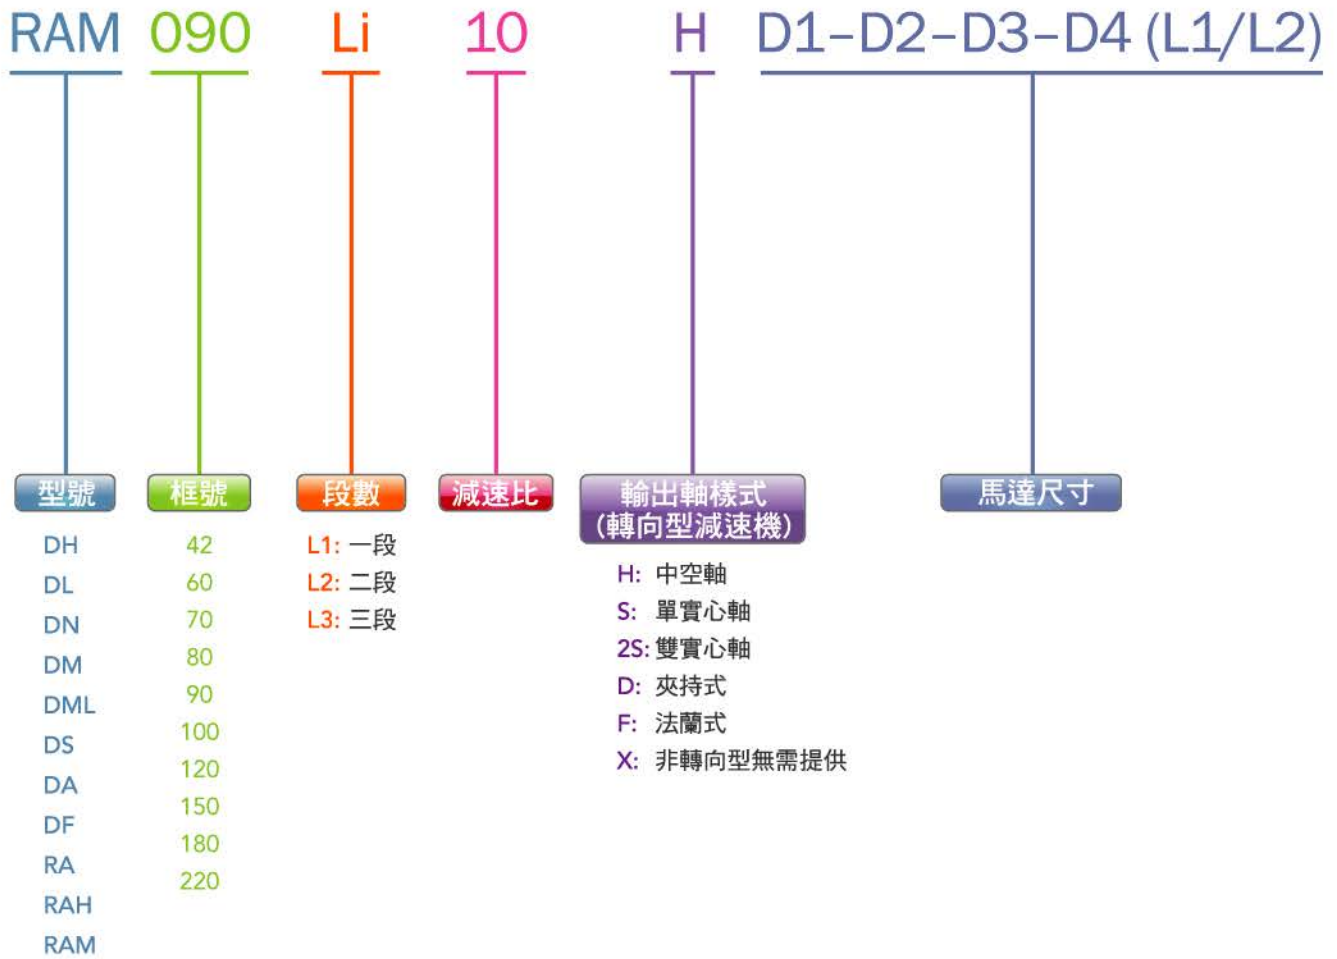 RAM 090 Li 10 H D1-D2-D3-D4 (L1/L2)
型號
DH
DL
DN
DM
DML
DS
DA
DF
RA
RAH
RAM
框號
42
60
70
80
90
100
120
150
180
220
段數
L1: 一段
L2: 二段
L3: 三段
減速比
輸出軸樣式
(轉向型減速機)
H: 中空軸
S: 單實心軸
2S: 雙實心軸
D: 夾持式
F: 法蘭式
X: 非轉向型無需提供
馬達尺寸